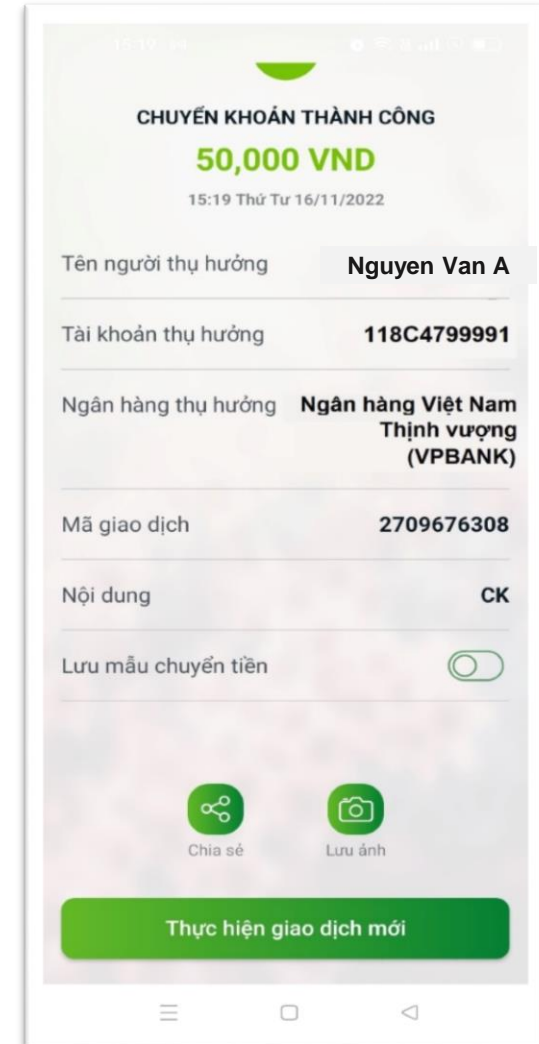 CHUYỂN KHOẢN THÀNH CÔNG
50,000 VND
15:19 Thứ Tư 16/11/2022
Tên người thụ hưởng Nguyen Van A
Tài khoản thụ hưởng 118C4799991
Ngân hàng thụ hưởng Ngân hàng Việt Nam
Thịnh vượng
(VPBANK)
Mã giao dịch 2709676308
Nội dung CK
Lưu mẫu chuyển tiền
Chia sẻ Lưu ảnh
Thực hiện giao dịch mới